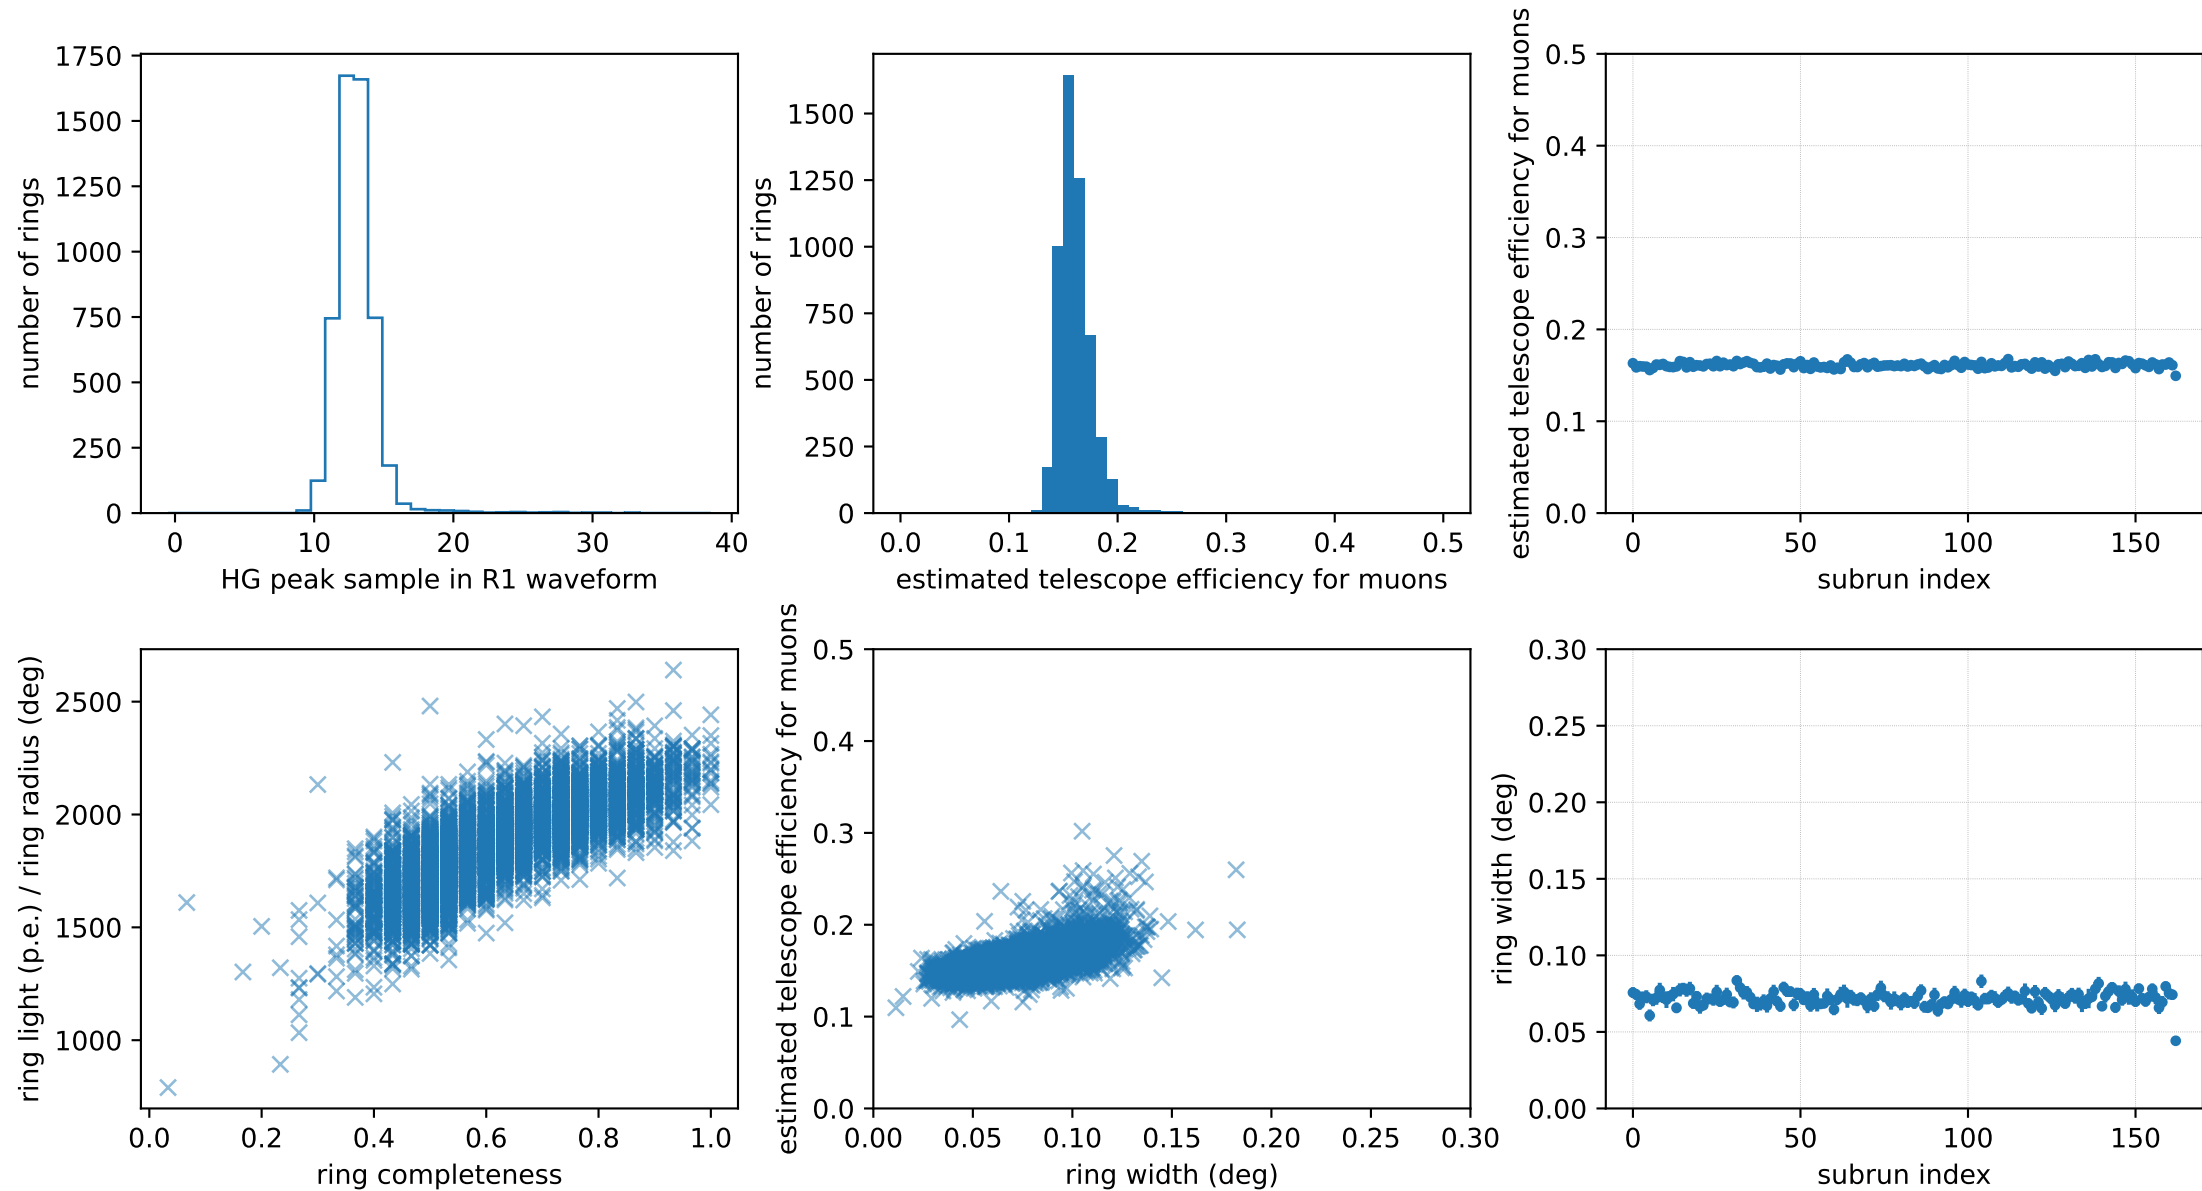 number of rings
1750
1500
1250
1000
750
500
250
0
0 10 20 30 40
HG peak sample in R1 waveform
number of rings
1500
1250
1000
750
500
250
0
0.0 0.1 0.2 0.3 0.4 0.5
estimated telescope efficiency for muons
estimated telescope efficiency for muons
0.5
0.4
0.3
0.2
0.1
0.0
0 50 100 150
subrun index
ring light (p.e.) / ring radius (deg)
2500
2000
1500
1000
0.0 0.2 0.4 0.6 0.8 1.0
ring completeness
estimated telescope efficiency for muons
0.5
0.4
0.3
0.2
0.1
0.0
0.00 0.05 0.10 0.15 0.20 0.25 0.30
ring width (deg)
ring width (deg)
0.30
0.25
0.20
0.15
0.10
0.05
0.00
0 50 100 150
subrun index